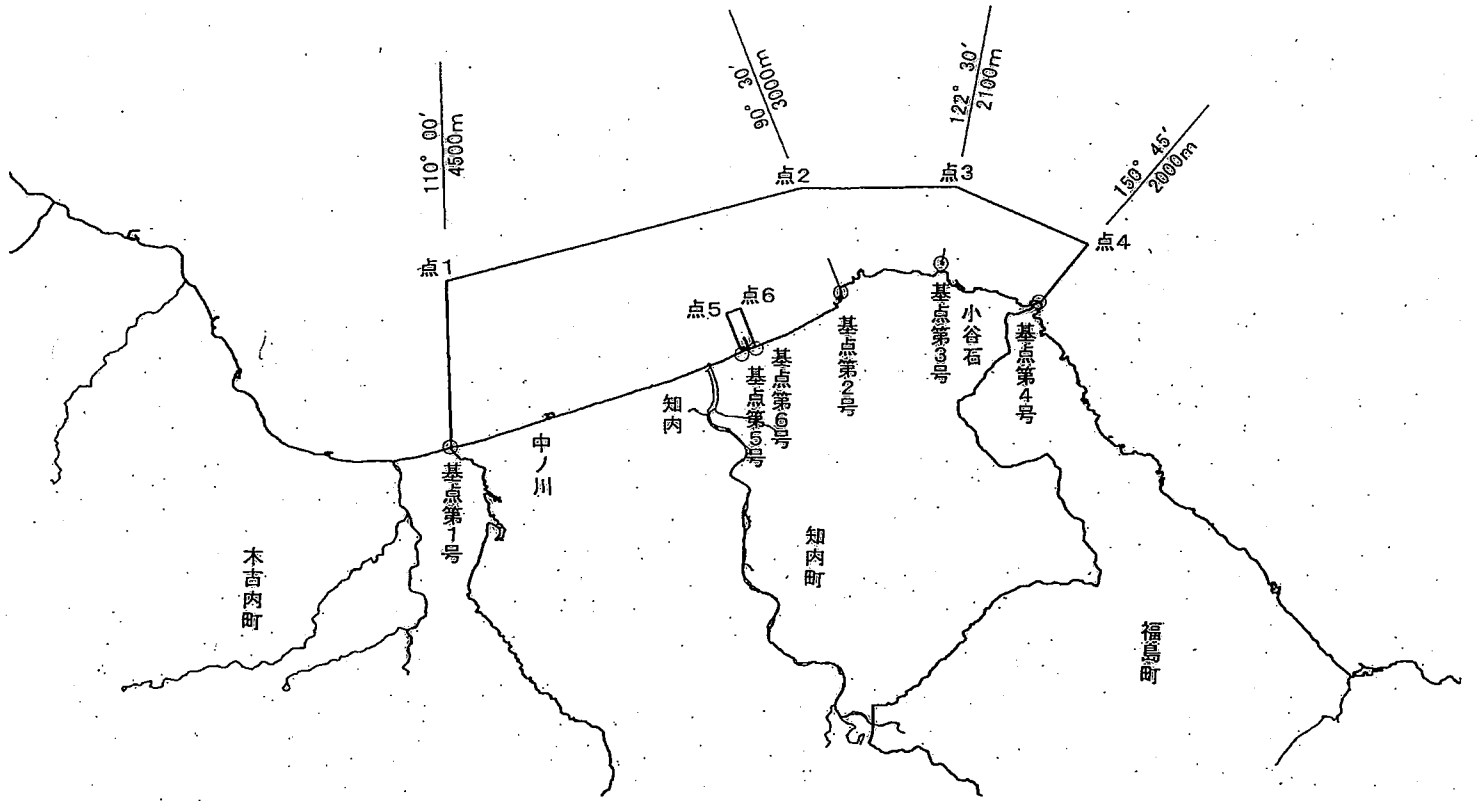 110° 00′
4500m
90° 30′
3000m
122° 30′
2100m
150° 45′
2000m
点1
点2
点3
点4
点5
点6
基点第1号
基点第2号
基点第3号
基点第4号
基点第5号
基点第6号
小谷石
知内
中ノ川
木古内町
知内町
福島町